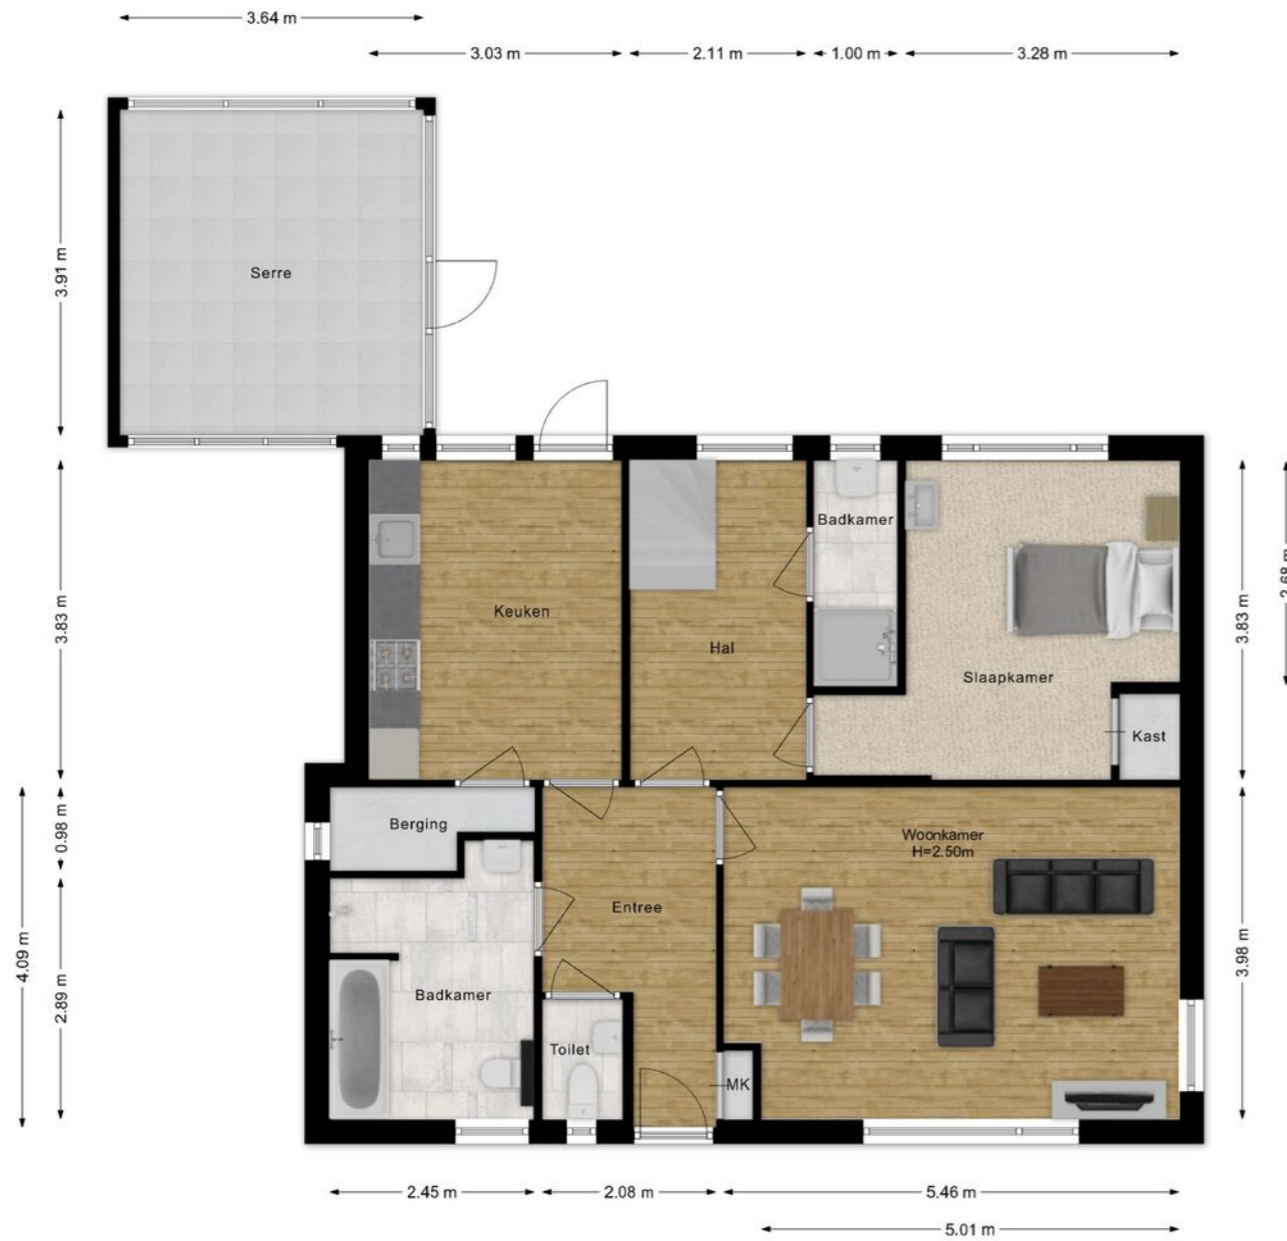 3.64 m
3.03 m
2.11 m
1.00 m
3.28 m
3.91 m
Serre
3.83 m
Keuken
Hal
Badkamer
Slaapkamer
Kast
3.83 m
2.68 m
0.98 m
Berging
Woonkamer
H=2.50m
Entree
4.09 m
2.89 m
Badkamer
Toilet
MK
3.98 m
2.45 m
2.08 m
5.46 m
5.01 m